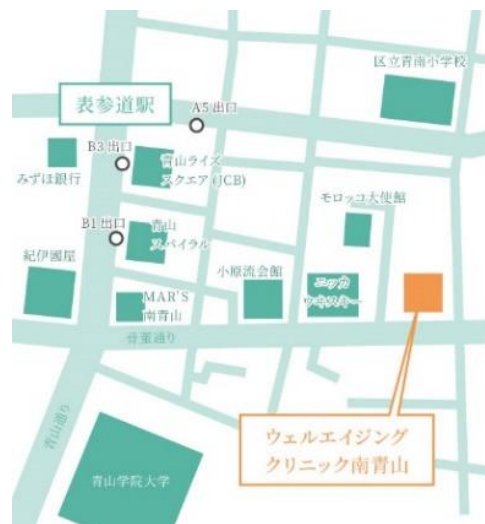 区立青南小学校
表参道駅
A5 出口
B3 出口
青山ライズ
スクエア (JCB)
みずほ銀行
モロッコ大使館
B1 出口
青山
スパイラル
紀伊國屋
小原流会館
ニッカ
ウヰスキー
MAR'S
南青山
骨董通り
青山通り
ウェルエイジング
クリニック南青山
青山学院大学